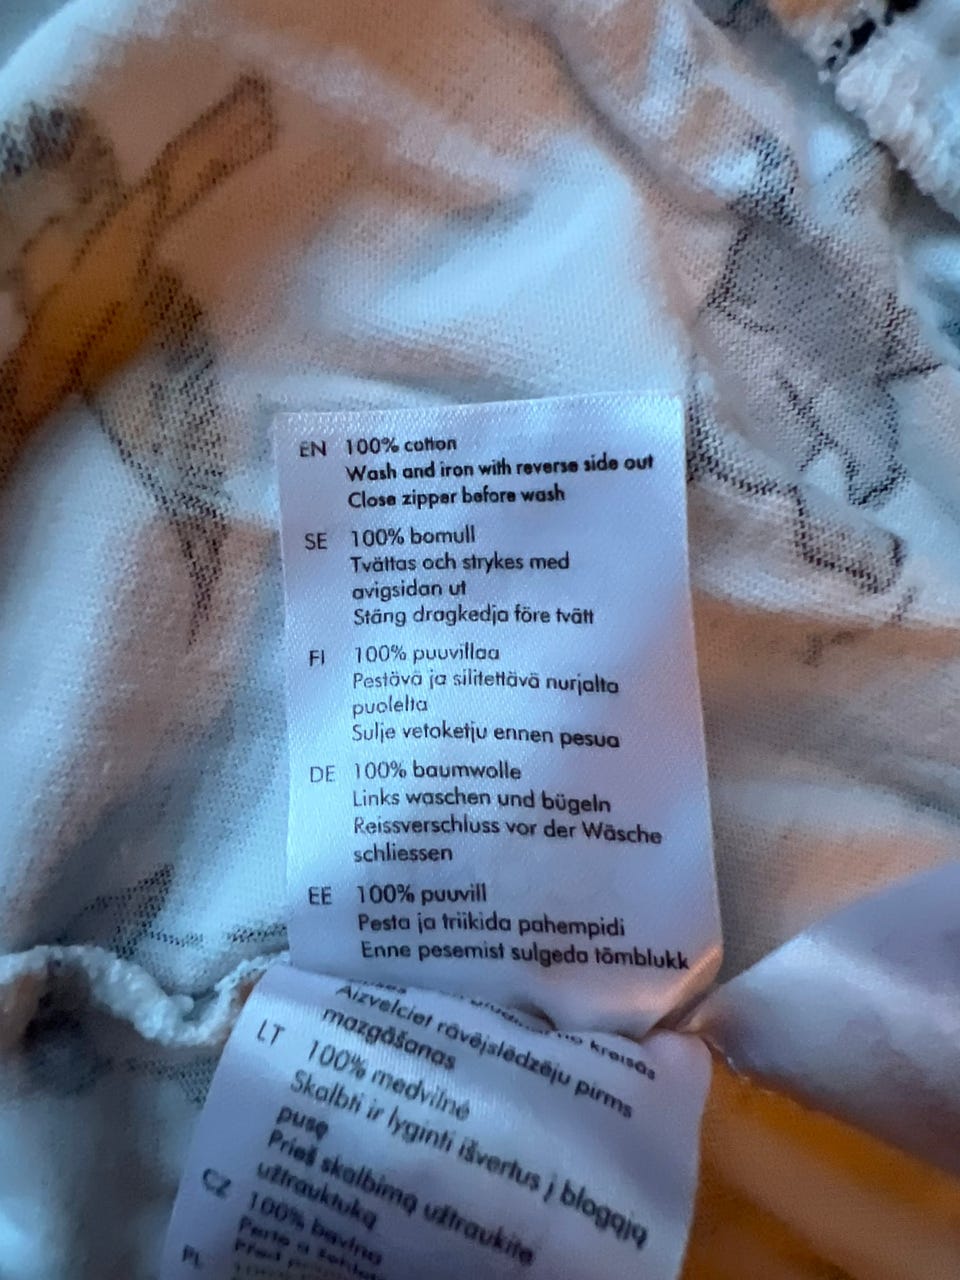 EN 100% cotton
Wash and iron with reverse side out
Close zipper before wash
SE 100% bomull
Tvättas och strykes med
avigsidan ut
Stäng dragkedja före tvätt
FI 100% puuvillaa
Pestävä ja silitettävä nurjalta
puolelta
Sulje vetoketju ennen pesua
DE 100% baumwolle
Links waschen und bügeln
Reissverschluss vor der Wäsche
schliessen
EE 100% puuvill
Pesta ja triikida pahempidi
Enne pesemist sulgeda tõmblukk
no kreisās
Aizvelciet rāvējslēdzēju pirms
mazgāšanas
LT 100% medvilnė
Skalbti ir lyginti išvertus į blogąją
pusę
Prieš skalbimą užtraukite
užtrauktuką
CZ 100% bavlna
PL